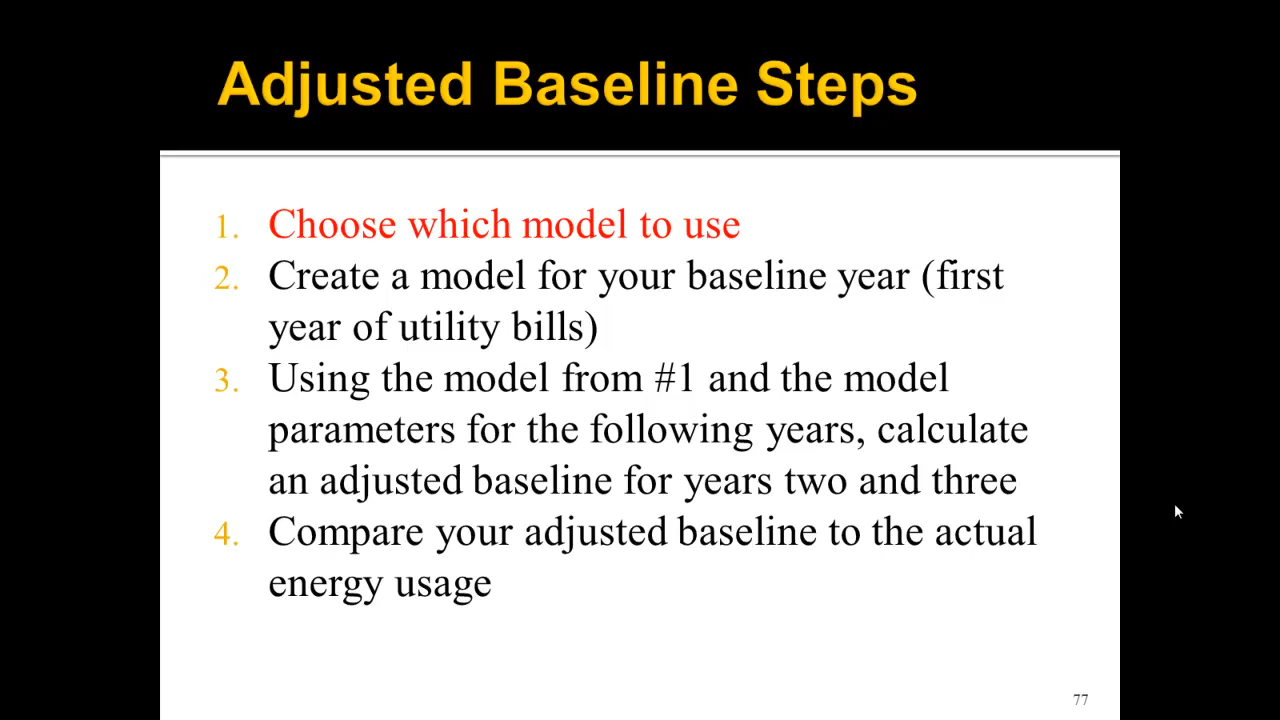 Adjusted Baseline Steps
1. Choose which model to use
2. Create a model for your baseline year (first
year of utility bills)
3. Using the model from #1 and the model
parameters for the following years, calculate
an adjusted baseline for years two and three
4. Compare your adjusted baseline to the actual
energy usage
77